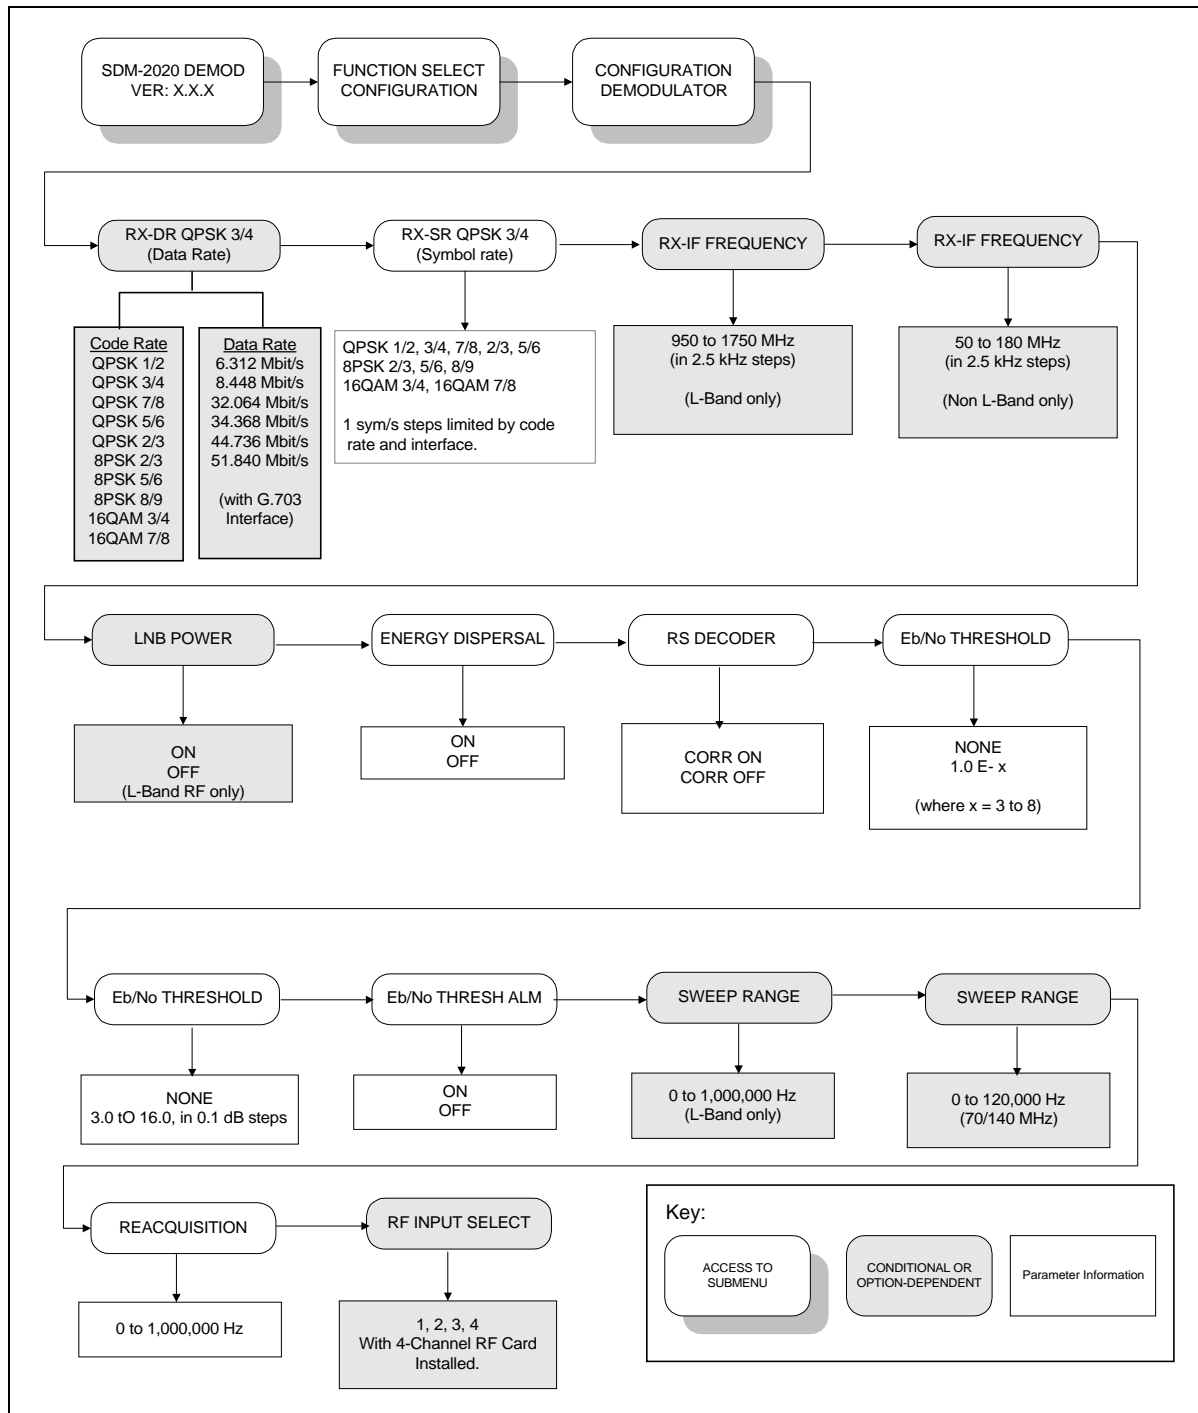 SDM-2020 DEMOD
VER: X.X.X
FUNCTION SELECT
CONFIGURATION
CONFIGURATION
DEMODULATOR
RX-DR QPSK 3/4
(Data Rate)
RX-SR QPSK 3/4
(Symbol rate)
RX-IF FREQUENCY
RX-IF FREQUENCY
Code Rate
QPSK 1/2
QPSK 3/4
QPSK 7/8
QPSK 5/6
QPSK 2/3
8PSK 2/3
8PSK 5/6
8PSK 8/9
16QAM 3/4
16QAM 7/8
Data Rate
6.312 Mbit/s
8.448 Mbit/s
32.064 Mbit/s
34.368 Mbit/s
44.736 Mbit/s
51.840 Mbit/s
(with G.703
Interface)
QPSK 1/2, 3/4, 7/8, 2/3, 5/6
8PSK 2/3, 5/6, 8/9
16QAM 3/4, 16QAM 7/8
1 sym/s steps limited by code
rate and interface.
950 to 1750 MHz
(in 2.5 kHz steps)
(L-Band only)
50 to 180 MHz
(in 2.5 kHz steps)
(Non L-Band only)
LNB POWER
ENERGY DISPERSAL
RS DECODER
Eb/No THRESHOLD
ON
OFF
(L-Band RF only)
ON
OFF
CORR ON
CORR OFF
NONE
1.0 E- x
(where x = 3 to 8)
Eb/No THRESHOLD
Eb/No THRESH ALM
SWEEP RANGE
SWEEP RANGE
NONE
3.0 tO 16.0, in 0.1 dB steps
ON
OFF
0 to 1,000,000 Hz
(L-Band only)
0 to 120,000 Hz
(70/140 MHz)
REACQUISITION
RF INPUT SELECT
0 to 1,000,000 Hz
1, 2, 3, 4
With 4-Channel RF Card
Installed.
Key:
ACCESS TO
SUBMENU
CONDITIONAL OR
OPTION-DEPENDENT
Parameter Information